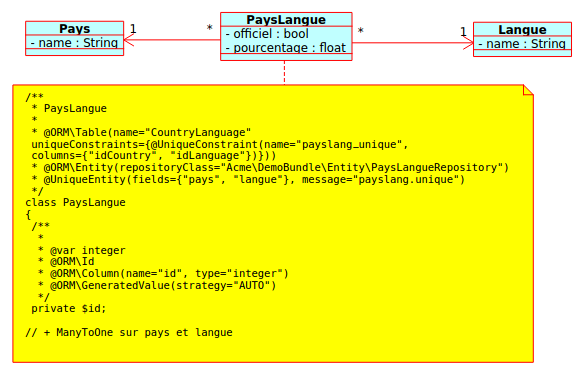 Pays
- name : String
1
*
PaysLangue
- officiel : bool
- pourcentage : float
*
1
Langue
- name : String
/**
 * PaysLangue
 *
 * @ORM\Table(name="CountryLanguage"
 uniqueConstraints={@UniqueConstraint(name="payslang_unique",
 columns={"idCountry", "idLanguage"})}))
 * @ORM\Entity(repositoryClass="Acme\DemoBundle\Entity\PaysLangueRepository")
 * @UniqueEntity(fields={"pays", "langue"}, message="payslang.unique")
 */
class PaysLangue
{
 /**
  *
  * @var integer
  * @ORM\Id
  * @ORM\Column(name="id", type="integer")
  * @ORM\GeneratedValue(strategy="AUTO")
  */
 private $id;
// + ManyToOne sur pays et langue